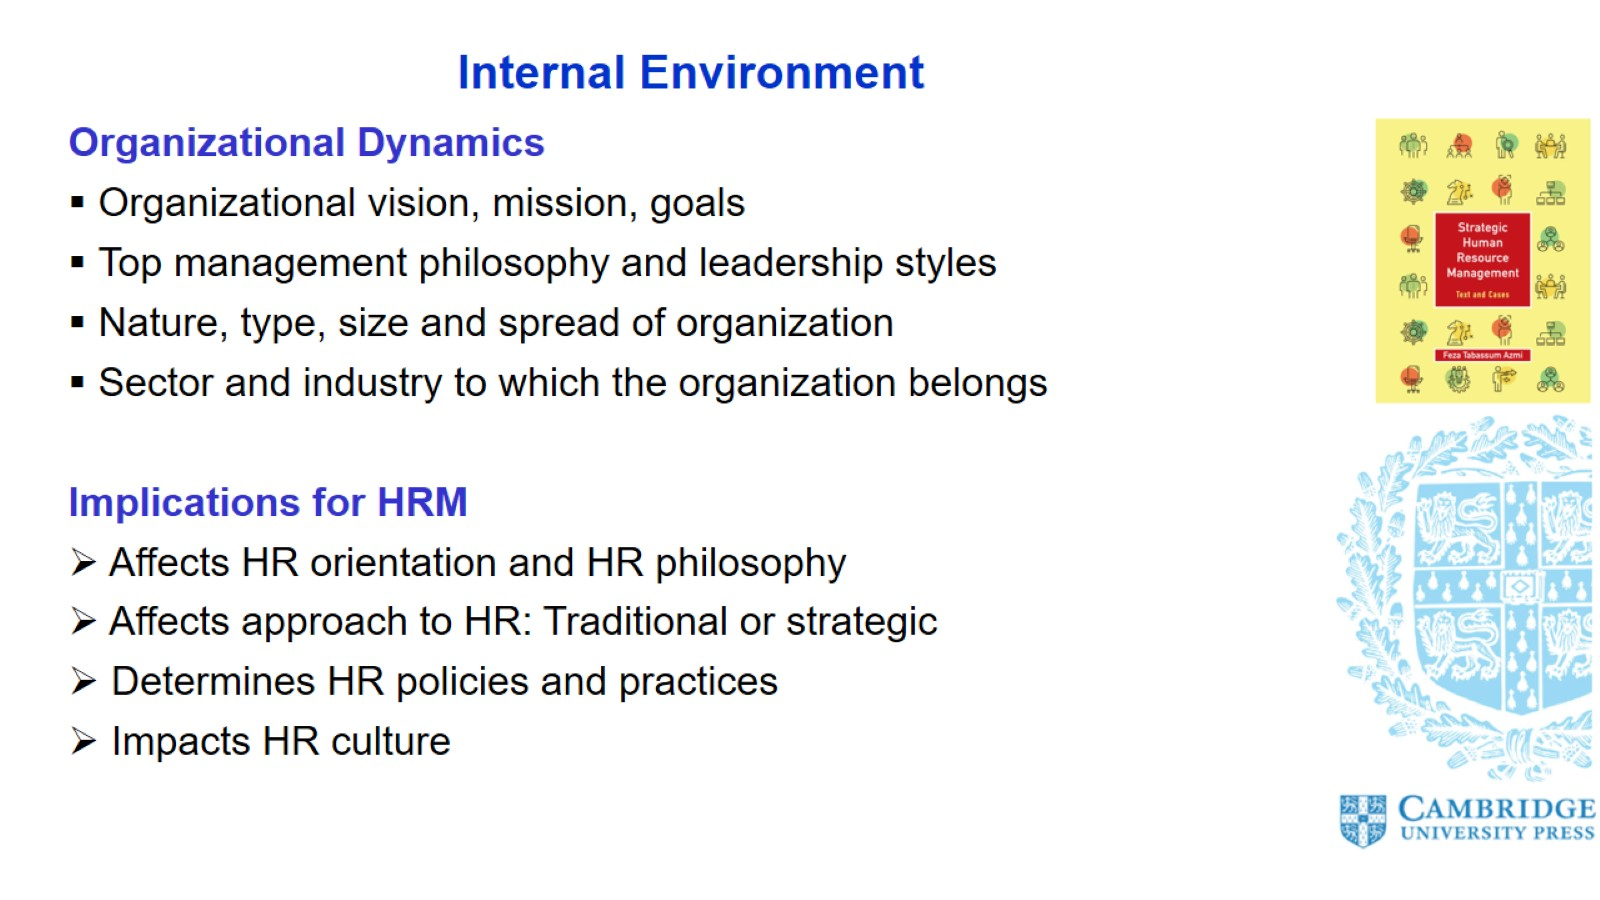 Internal Environment
Organizational Dynamics
▪ Organizational vision, mission, goals
▪ Top management philosophy and leadership styles
▪ Nature, type, size and spread of organization
▪ Sector and industry to which the organization belongs
Implications for HRM
➢ Affects HR orientation and HR philosophy
➢ Affects approach to HR: Traditional or strategic
➢ Determines HR policies and practices
➢ Impacts HR culture
Strategic
Human
Resource
Management
Text and Cases
Feza Tabassum Azmi
CAMBRIDGE
UNIVERSITY PRESS